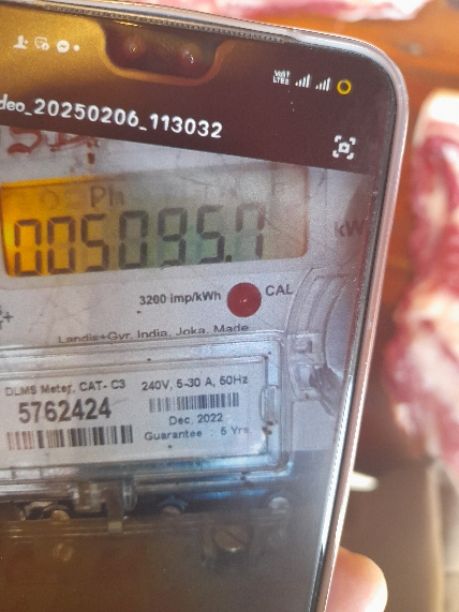 deo_20250206_113032
Ph
005095.7
kW
3200 imp/kWh
CAL
Landis+Gyr, India, Joka, Made
DLMS Meter, CAT- C3
240V, 5-30 A, 50Hz
5762424
Dec, 2022
Guarantee : 5 Yrs.